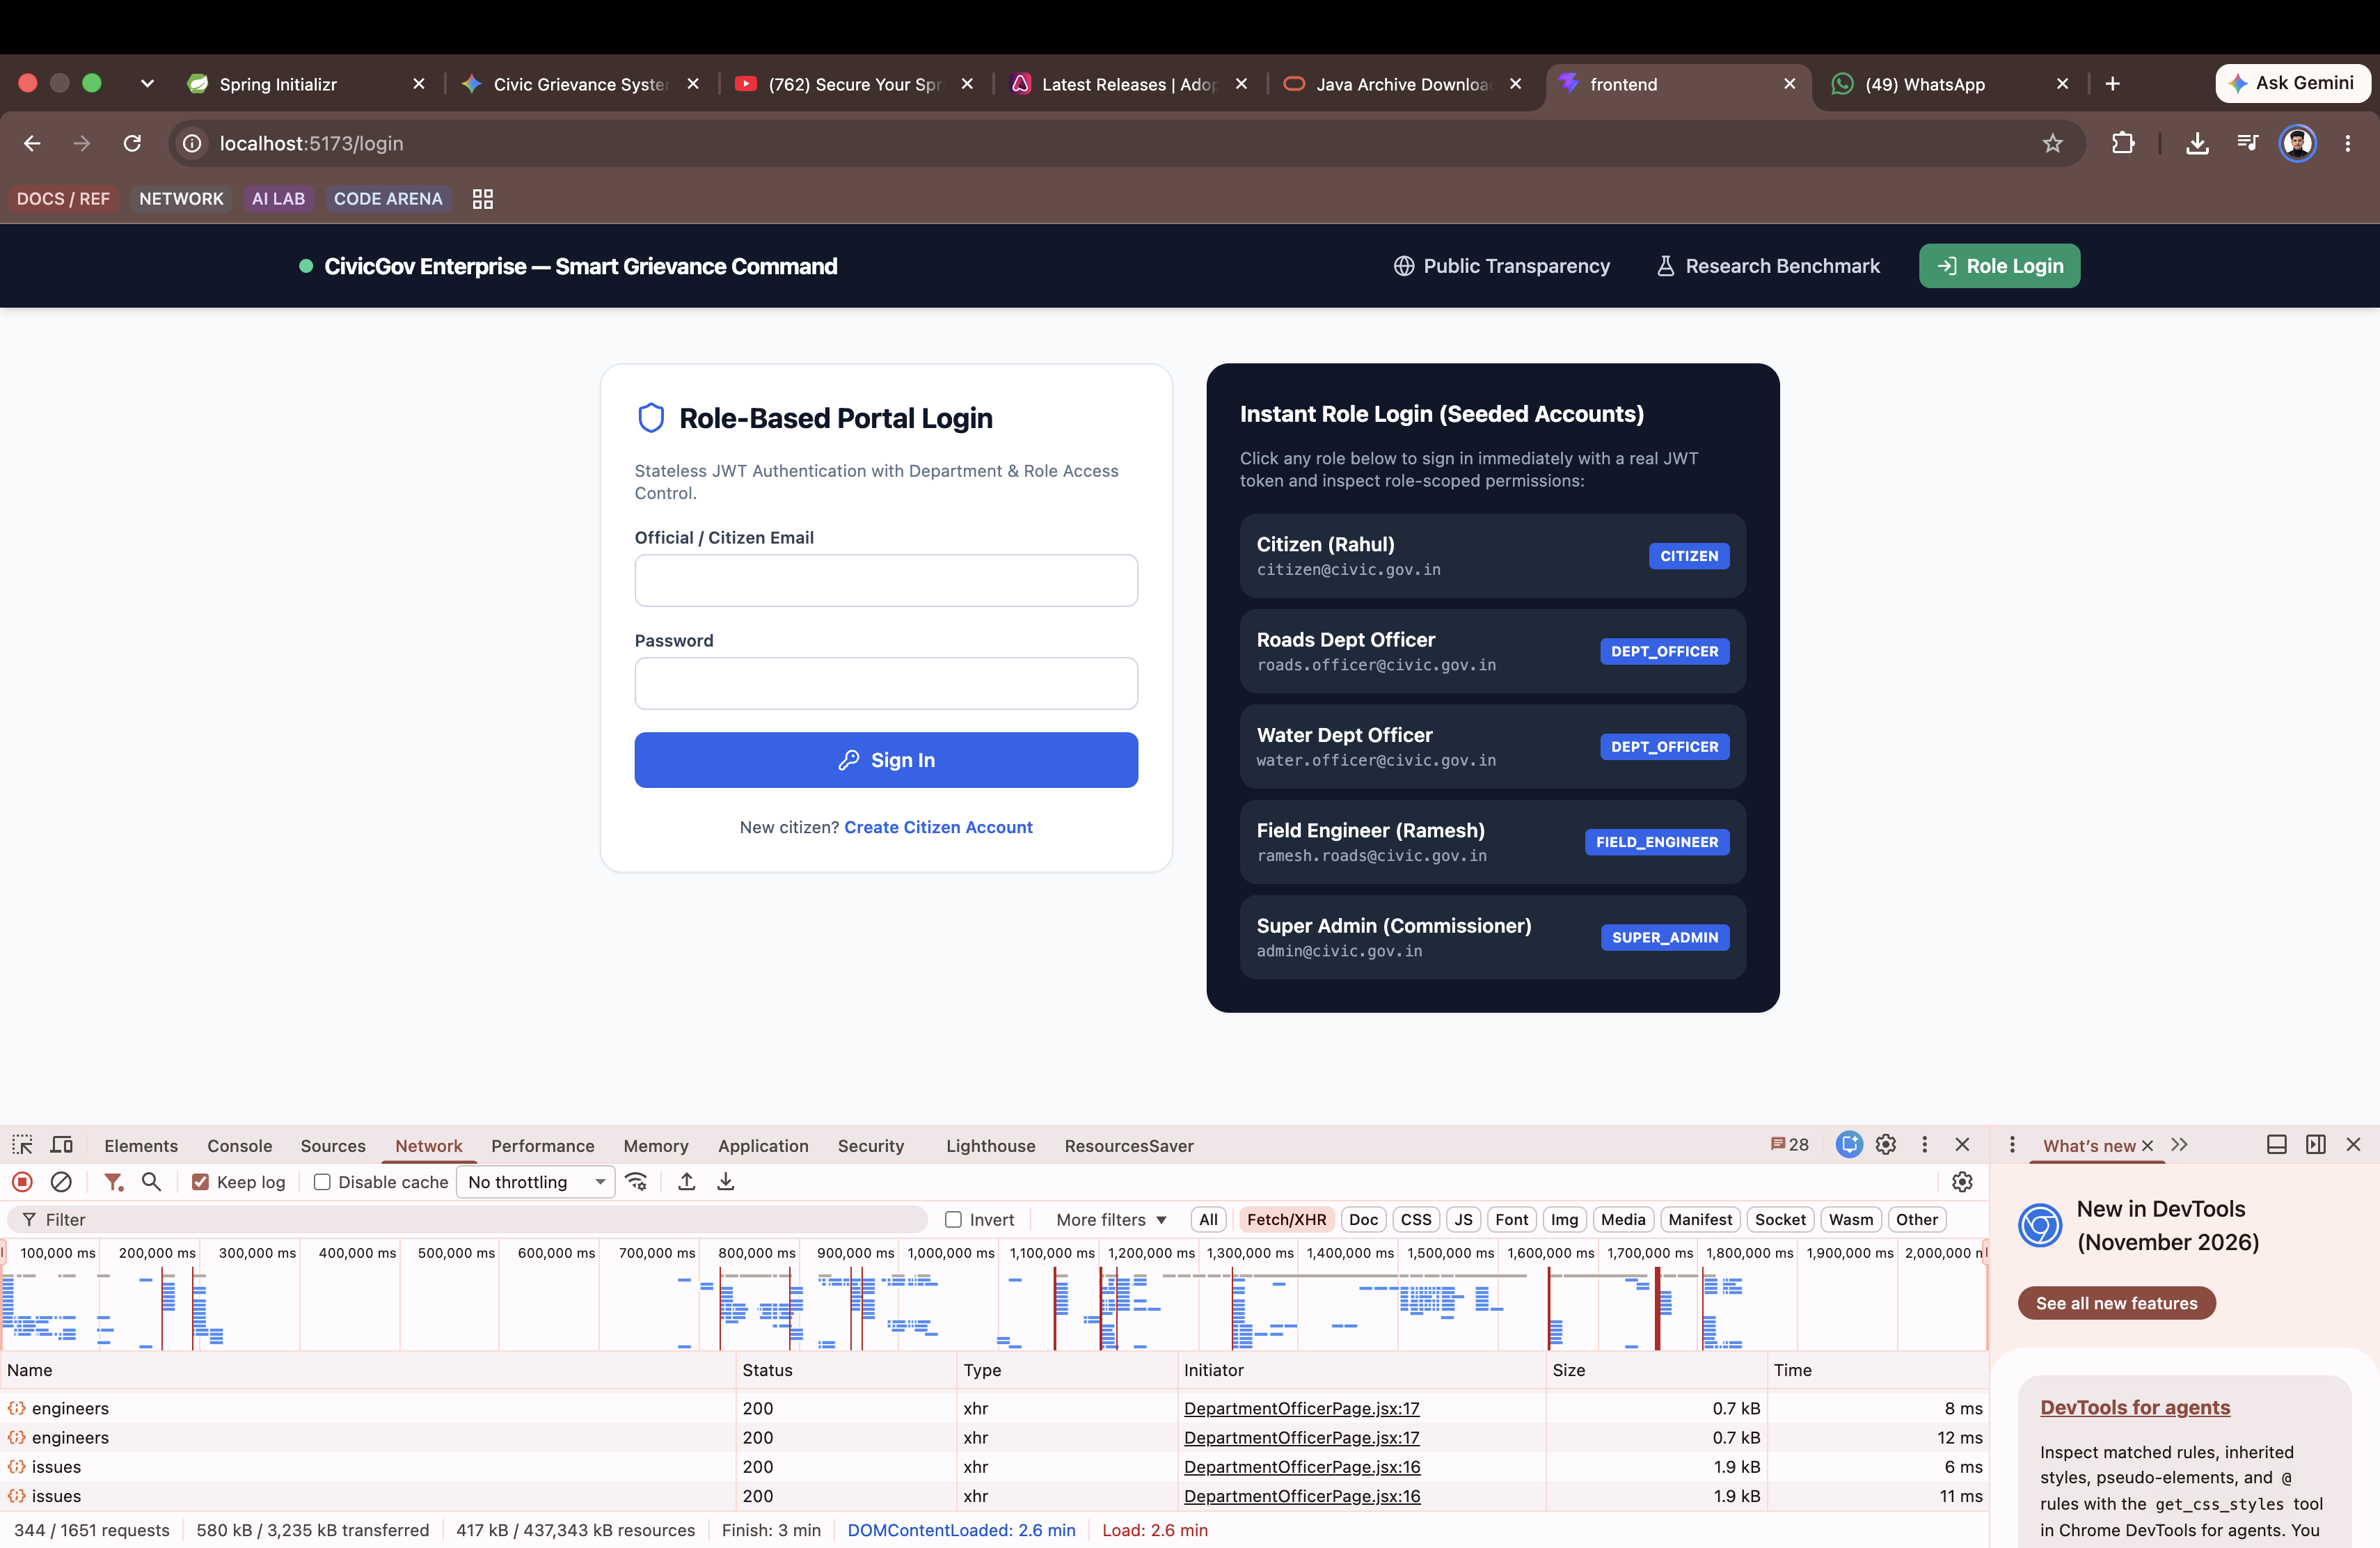 Spring Initializr
Civic Grievance Syster
(762) Secure Your Spr
Latest Releases | Adop
Java Archive Downloa
frontend
(49) WhatsApp
Ask Gemini
localhost:5173/login
DOCS / REF
NETWORK
AI LAB
CODE ARENA
CivicGov Enterprise — Smart Grievance Command
Public Transparency
Research Benchmark
Role Login
Role-Based Portal Login
Stateless JWT Authentication with Department & Role Access
Control.
Official / Citizen Email
Password
Sign In
New citizen? Create Citizen Account
Instant Role Login (Seeded Accounts)
Click any role below to sign in immediately with a real JWT
token and inspect role-scoped permissions:
Citizen (Rahul)
citizen@civic.gov.in
CITIZEN
Roads Dept Officer
roads.officer@civic.gov.in
DEPT_OFFICER
Water Dept Officer
water.officer@civic.gov.in
DEPT_OFFICER
Field Engineer (Ramesh)
ramesh.roads@civic.gov.in
FIELD_ENGINEER
Super Admin (Commissioner)
admin@civic.gov.in
SUPER_ADMIN
Elements Console Sources Network Performance Memory Application Security Lighthouse ResourcesSaver
28
Keep log
Disable cache
No throttling
Filter
Invert
More filters
All Fetch/XHR Doc CSS JS Font Img Media Manifest Socket Wasm Other
100,000 ms 200,000 ms 300,000 ms 400,000 ms 500,000 ms 600,000 ms 700,000 ms 800,000 ms 900,000 ms 1,000,000 ms 1,100,000 ms 1,200,000 ms 1,300,000 ms 1,400,000 ms 1,500,000 ms 1,600,000 ms 1,700,000 ms 1,800,000 ms 1,900,000 ms 2,000,000
Name Status Type Initiator Size Time
engineers 200 xhr DepartmentOfficerPage.jsx:17 0.7 kB 8 ms
engineers 200 xhr DepartmentOfficerPage.jsx:17 0.7 kB 12 ms
issues 200 xhr DepartmentOfficerPage.jsx:16 1.9 kB 6 ms
issues 200 xhr DepartmentOfficerPage.jsx:16 1.9 kB 11 ms
344 / 1651 requests 580 kB / 3,235 kB transferred 417 kB / 437,343 kB resources Finish: 3 min DOMContentLoaded: 2.6 min Load: 2.6 min
What's new
New in DevTools
(November 2026)
See all new features
DevTools for agents
Inspect matched rules, inherited
styles, pseudo-elements, and @
rules with the get_css_styles tool
in Chrome DevTools for agents. You